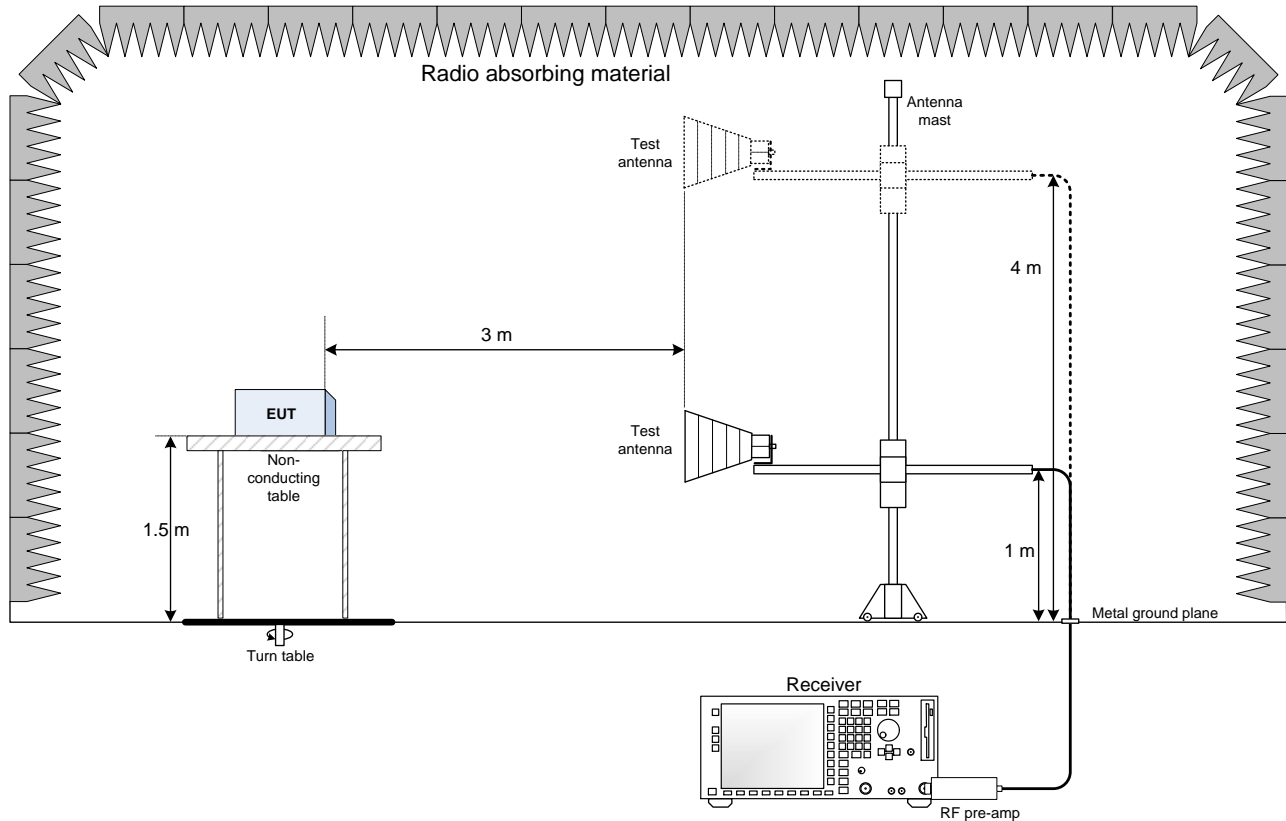 Radio absorbing material
Antenna
mast
Test
antenna
4 m
3 m
EUT
Test
antenna
Non-
conducting
table
1.5 m
1 m
Metal ground plane
Turn table
Receiver
RF pre-amp